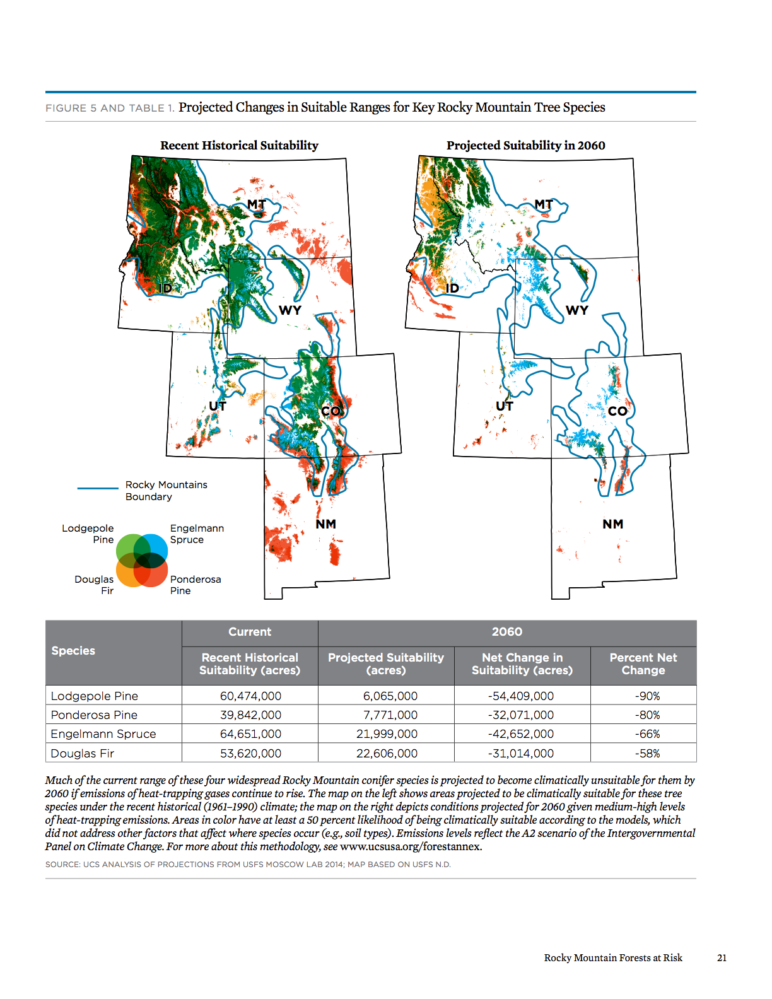 FIGURE 5 AND TABLE 1. Projected Changes in Suitable Ranges for Key Rocky Mountain Tree Species
Recent Historical Suitability
Projected Suitability in 2060
MT
ID
WY
UT
CO
NM
MT
ID
WY
UT
CO
NM
Rocky Mountains
Boundary
Lodgepole
Pine
Engelmann
Spruce
Douglas
Fir
Ponderosa
Pine
Species
Current
2060
Recent Historical
Suitability (acres)
Projected Suitability
(acres)
Net Change in
Suitability (acres)
Percent Net
Change
Lodgepole Pine 60,474,000 6,065,000 -54,409,000 -90%
Ponderosa Pine 39,842,000 7,771,000 -32,071,000 -80%
Engelmann Spruce 64,651,000 21,999,000 -42,652,000 -66%
Douglas Fir 53,620,000 22,606,000 -31,014,000 -58%
Much of the current range of these four widespread Rocky Mountain conifer species is projected to become climatically unsuitable for them by
2060 if emissions of heat-trapping gases continue to rise. The map on the left shows areas projected to be climatically suitable for these tree
species under the recent historical (1961–1990) climate; the map on the right depicts conditions projected for 2060 given medium-high levels
of heat-trapping emissions. Areas in color have at least a 50 percent likelihood of being climatically suitable according to the models, which
did not address other factors that affect where species occur (e.g., soil types). Emissions levels reflect the A2 scenario of the Intergovernmental
Panel on Climate Change. For more about this methodology, see www.ucsusa.org/forestannex.
SOURCE: UCS ANALYSIS OF PROJECTIONS FROM USFS MOSCOW LAB 2014; MAP BASED ON USFS N.D.
Rocky Mountain Forests at Risk 21